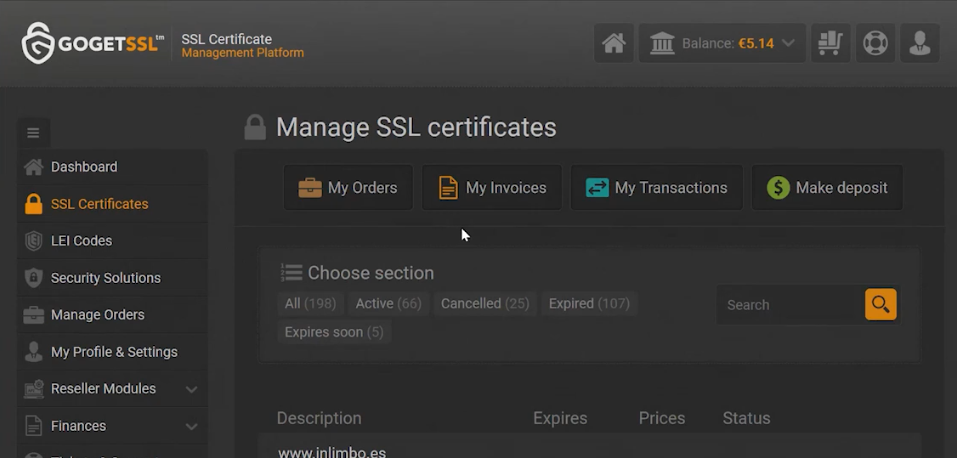 GOGETSSL™
SSL Certificate
Management Platform
Balance: €5.14
Manage SSL certificates
Dashboard
SSL Certificates
LEI Codes
Security Solutions
Manage Orders
My Profile & Settings
Reseller Modules
Finances
My Orders
My Invoices
My Transactions
Make deposit
Choose section
All (198)
Active (66)
Cancelled (25)
Expired (107)
Expires soon (5)
Search
Description
Expires
Prices
Status
www.inlimbo.es